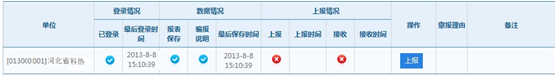 单位 登录情况 数据情况 上报情况 操作 退报理由 备注
已登录 最后登录时间 报表保存 编报说明 最后保存时间 上报 上报时间 接收 接收时间
[013000001]河北省科协 2013-8-8 15:10:39 2013-8-8 15:10:39 上报